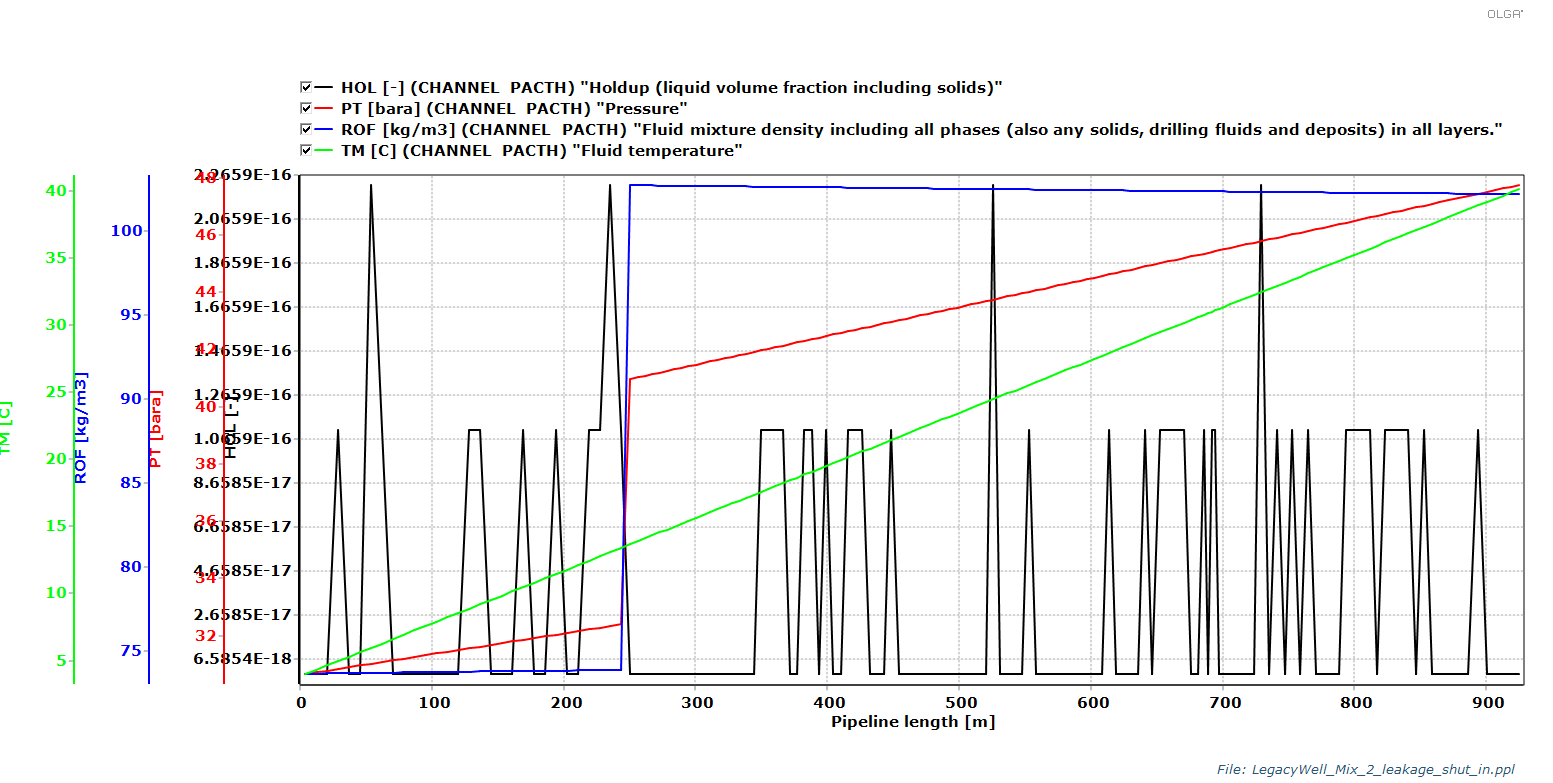 OLGA
HOL [-] (CHANNEL PACTH) "Holdup (liquid volume fraction including solids)"
PT [bara] (CHANNEL PACTH) "Pressure"
ROF [kg/m3] (CHANNEL PACTH) "Fluid mixture density including all phases (also any solids, drilling fluids and deposits) in all layers."
TM [C] (CHANNEL PACTH) "Fluid temperature"
TM [C]
40
35
30
25
20
15
10
5
ROF [kg/m3]
100
95
90
85
80
75
PT [bara]
48
46
44
42
40
38
36
34
32
HOL [-]
2.2659E-16
2.0659E-16
1.8659E-16
1.6659E-16
1.4659E-16
1.2659E-16
1.0659E-16
8.6585E-17
6.6585E-17
4.6585E-17
2.6585E-17
6.5854E-18
0 100 200 300 400 500 600 700 800 900
Pipeline length [m]
File: LegacyWell_Mix_2_leakage_shut_in.ppl